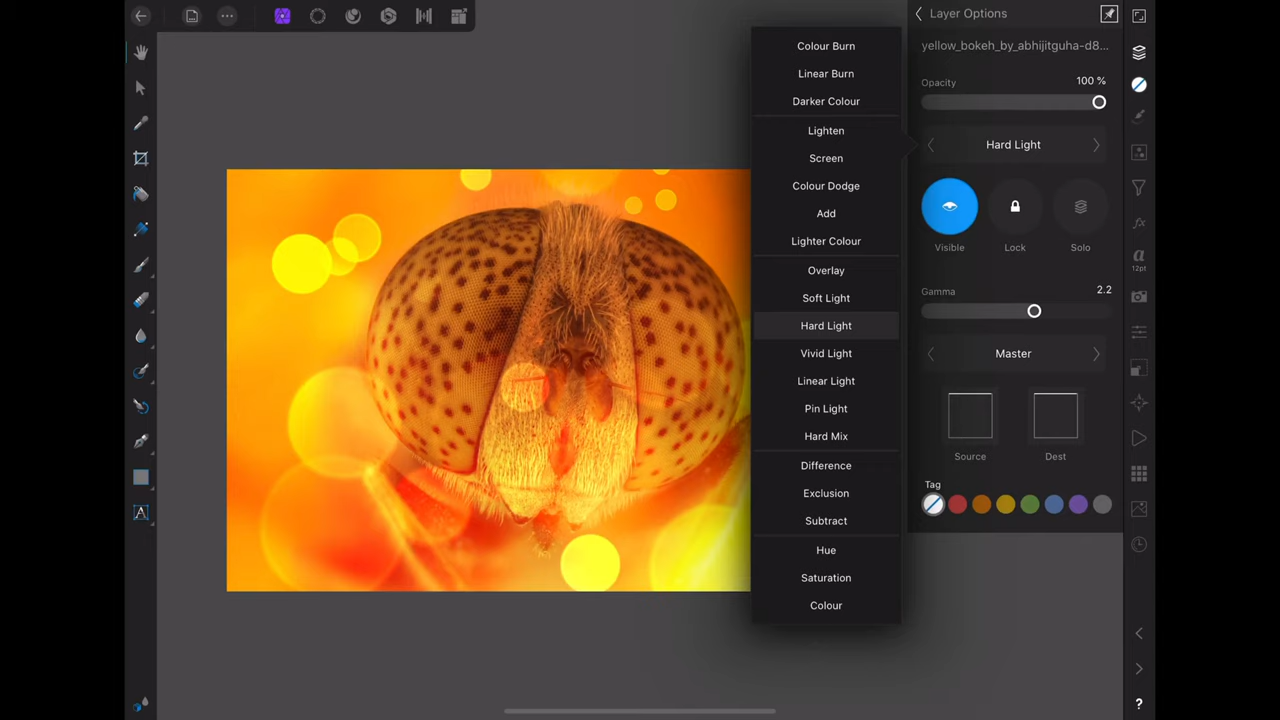 Layer Options
yellow_bokeh_by_abhijitguha-d8...
Opacity
100 %
Hard Light
Visible
Lock
Solo
Gamma
2.2
Master
Source
Dest
Tag
Colour Burn
Linear Burn
Darker Colour
Lighten
Screen
Colour Dodge
Add
Lighter Colour
Overlay
Soft Light
Hard Light
Vivid Light
Linear Light
Pin Light
Hard Mix
Difference
Exclusion
Subtract
Hue
Saturation
Colour
A
a
12pt
fx
?